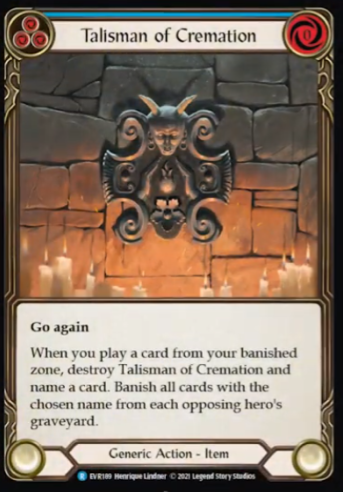 Talisman of Cremation
0
Go again
When you play a card from your banished
zone, destroy Talisman of Cremation and
name a card. Banish all cards with the
chosen name from each opposing hero's
graveyard.
Generic Action - Item
R EVR189 Henrique Lindner © 2021 Legend Story Studios